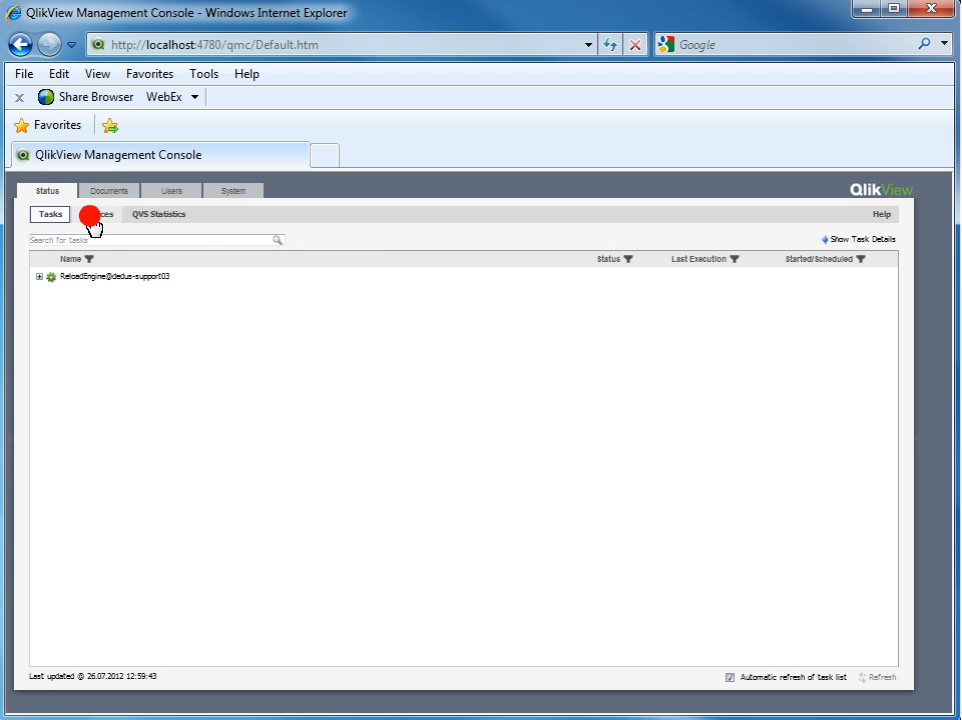 QlikView Management Console - Windows Internet Explorer
http://localhost:4780/qmc/Default.htm
Google
File Edit View Favorites Tools Help
x Share Browser WebEx
Favorites
QlikView Management Console
Status Documents Users System
QlikView
Tasks QVS Statistics Help
Search for tasks
Show Task Details
Name Status Last Execution Started/Scheduled
ReloadEngine@dedus-support03
Last updated @ 26.07.2012 12:59:43
Automatic refresh of task list Refresh